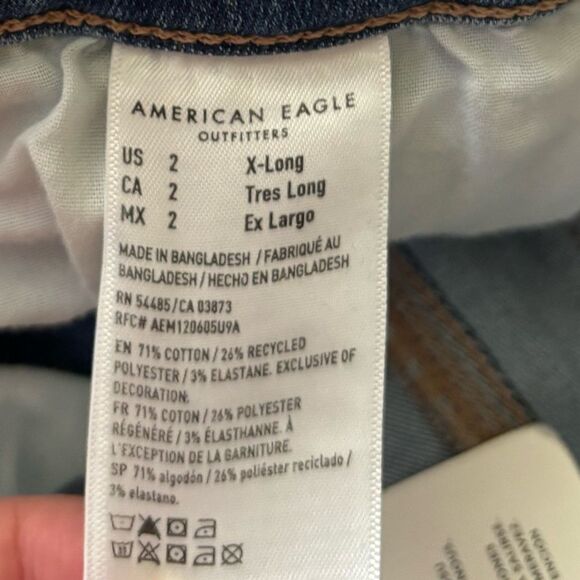 AMERICAN EAGLE
OUTFITTERS
US 2 X-Long
CA 2 Tres Long
MX 2 Ex Largo
MADE IN BANGLADESH / FABRIQUÉ AU
BANGLADESH / HECHO EN BANGLADESH
RN 54485/CA 03873
RFC# AEM120605U9A
EN 71% COTTON / 26% RECYCLED
POLYESTER / 3% ELASTANE. EXCLUSIVE OF
DECORATION.
FR 71% COTON / 26% POLYESTER
RÉGÉNÉRÉ / 3% ÉLASTHANNE. À
L'EXCEPTION DE LA GARNITURE.
SP 71% algodón / 26% poliéster reciclado /
3% elastano.